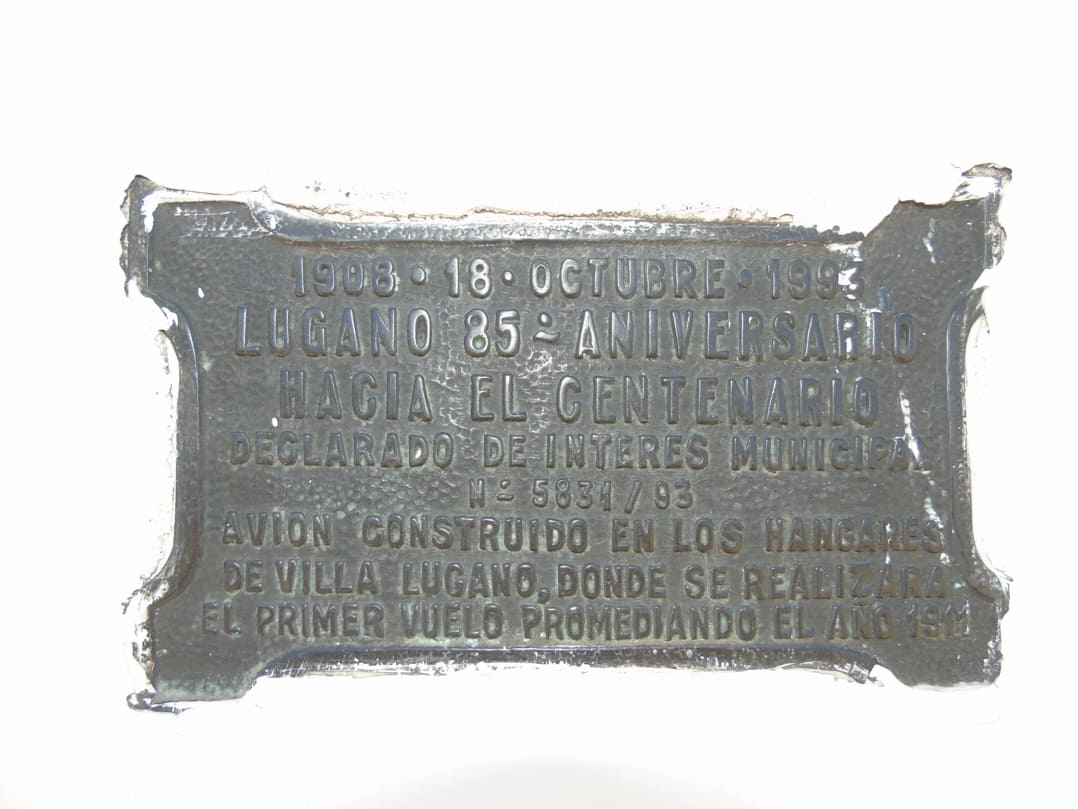 1908 • 18 • OCTUBRE • 1993
LUGANO 85º ANIVERSARIO
HACIA EL CENTENARIO
DECLARADO DE INTERES MUNICIPAL
Nº 5831/93
AVION CONSTRUIDO EN LOS HANGARES
DE VILLA LUGANO, DONDE SE REALIZARA
EL PRIMER VUELO PROMEDIANDO EL AÑO 1911